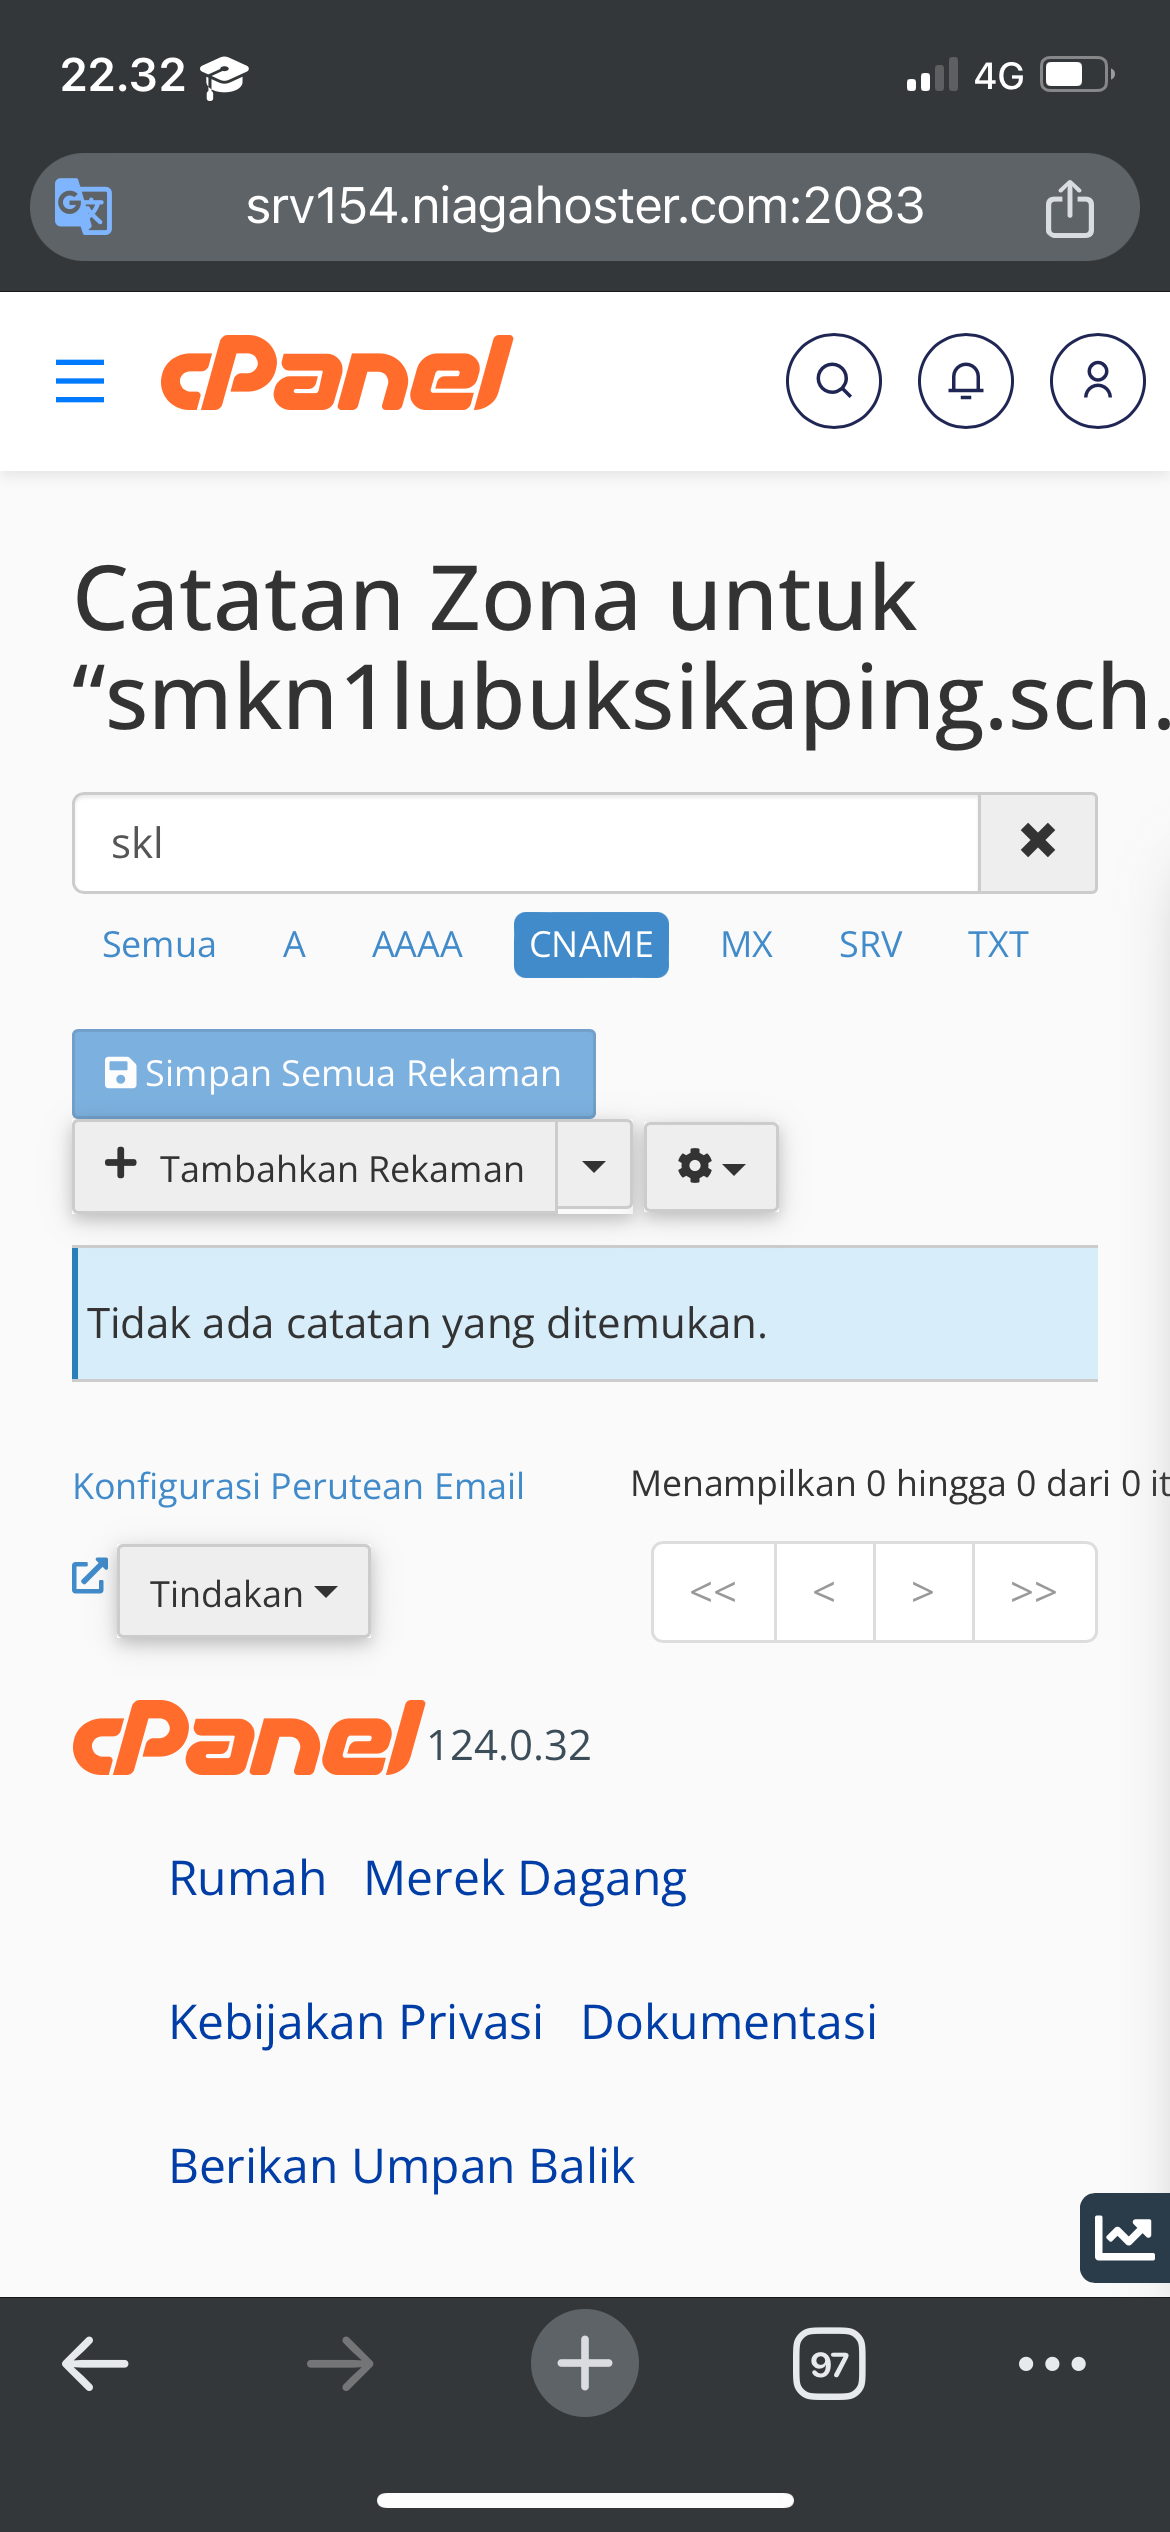 22.32
4G
srv154.niagahoster.com:2083
cPanel
Catatan Zona untuk
“smkn1lubuksikaping.sch.
skl
Semua A AAAA CNAME MX SRV TXT
Simpan Semua Rekaman
Tambahkan Rekaman
Tidak ada catatan yang ditemukan.
Konfigurasi Perutean Email
Menampilkan 0 hingga 0 dari 0 it
Tindakan
<< < > >>
cPanel 124.0.32
Rumah Merek Dagang
Kebijakan Privasi Dokumentasi
Berikan Umpan Balik
97